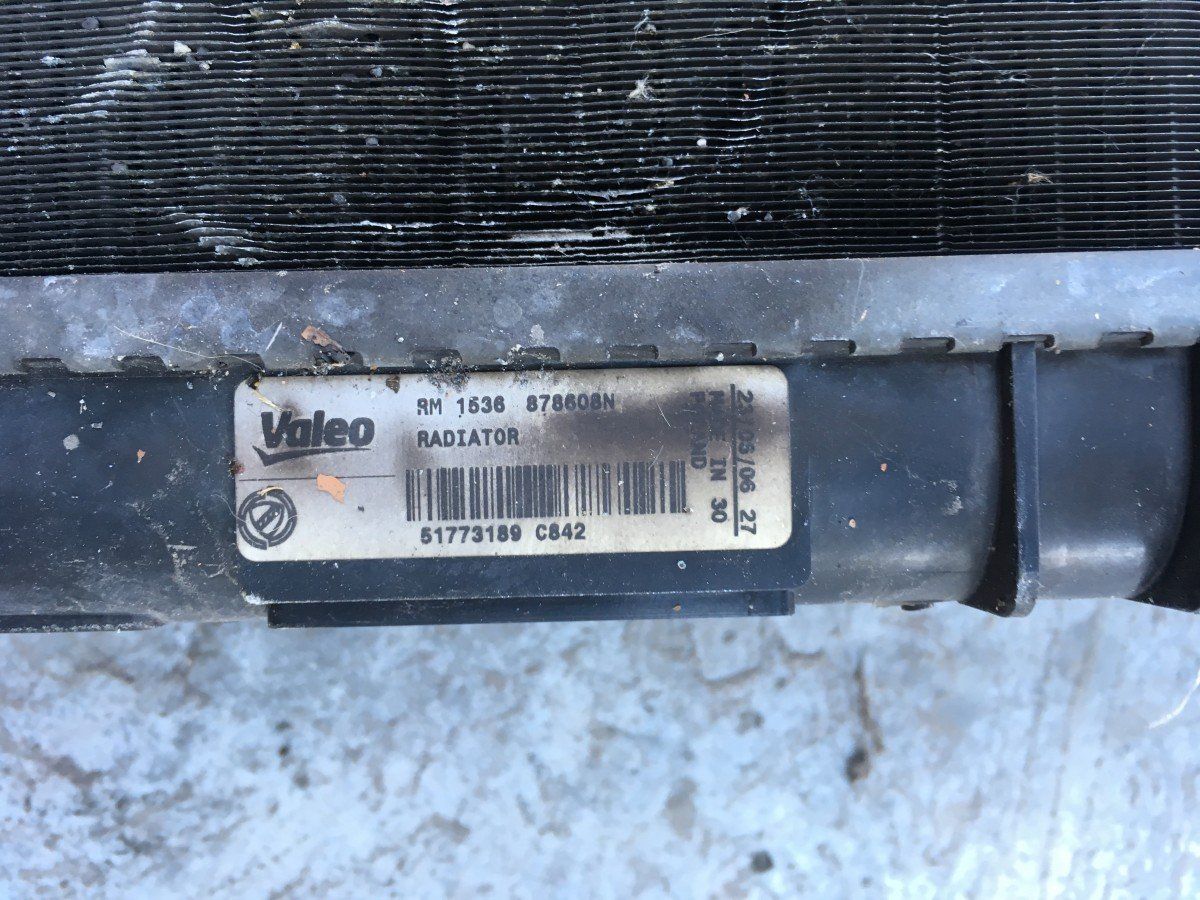 Valeo
RM 1536 878608N
RADIATOR
51773189 C842
23/03/06 27
MADE IN 30
POLAND